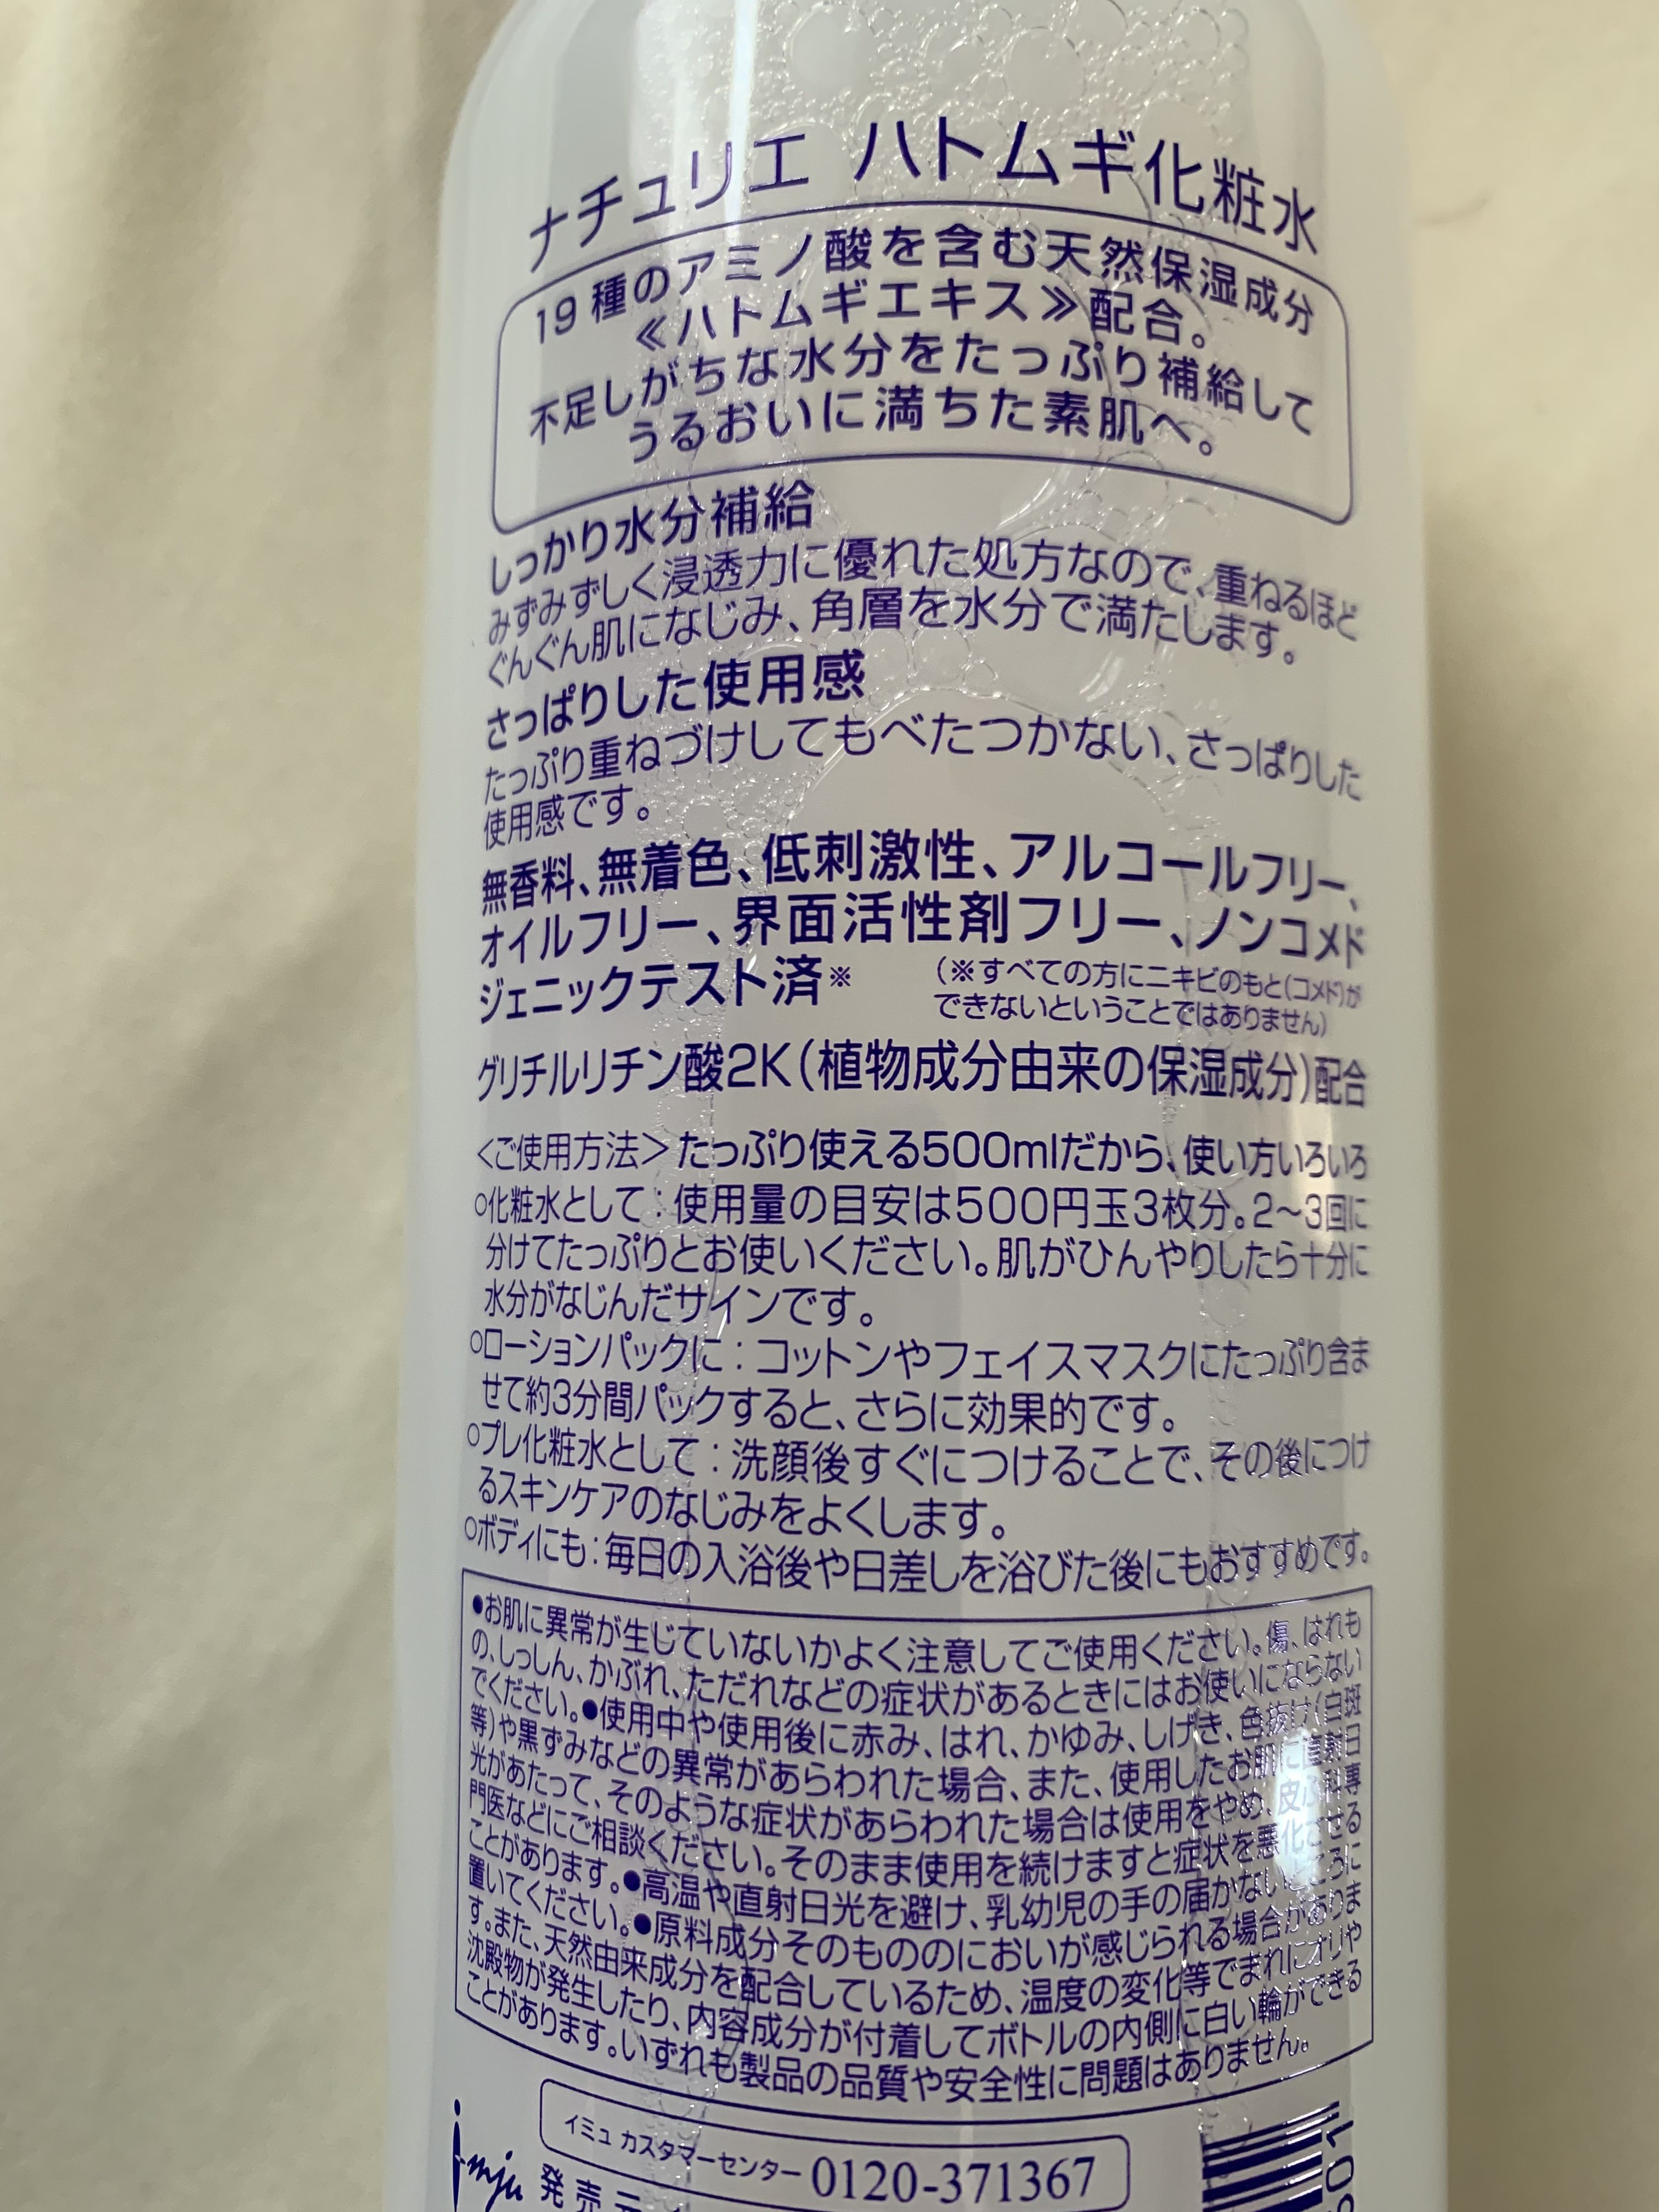 ナチュリエ ハトムギ化粧水
19種のアミノ酸を含む天然保湿成分
≪ハトムギエキス≫配合。
不足しがちな水分をたっぷり補給して
うるおいに満ちた素肌へ。
しっかり水分補給
みずみずしく浸透力に優れた処方なので、重ねるほど
ぐんぐん肌になじみ、角層を水分で満たします。
さっぱりした使用感
たっぷり重ねづけしてもべたつかない、さっぱりした
使用感です。
無香料、無着色、低刺激性、アルコールフリー、
オイルフリー、界面活性剤フリー、ノンコメド
ジェニックテスト済※
(※すべての方にニキビのもと(コメド)が
できないということではありません)
グリチルリチン酸2K(植物成分由来の保湿成分)配合
<ご使用方法>たっぷり使える500mlだから、使い方いろいろ
○化粧水として:使用量の目安は500円玉3枚分。2〜3回に
分けてたっぷりとお使いください。肌がひんやりしたら十分に
水分がなじんだサインです。
○ローションパックに:コットンやフェイスマスクにたっぷり含ま
せて約3分間パックすると、さらに効果的です。
○プレ化粧水として:洗顔後すぐにつけることで、その後につけ
るスキンケアのなじみをよくします。
○ボディにも:毎日の入浴後や日差しを浴びた後にもおすすめです。
●お肌に異常が生じていないかよく注意してご使用ください。傷、はれも
の、しっしん、かぶれ、ただれなどの症状があるときにはお使いにならない
でください。●使用中や使用後に赤み、はれ、かゆみ、しげき、色抜け(白斑
等)や黒ずみなどの異常があらわれた場合、また、使用したお肌に直射日
光があたって、そのような症状があらわれた場合は使用をやめ、皮ふ科専
門医などにご相談ください。そのまま使用を続けますと症状を悪化させる
ことがあります。●高温や直射日光を避け、乳幼児の手の届かないところに
置いてください。●原料成分そのもののにおいが感じられる場合がありま
す。また、天然由来成分を配合しているため、温度の変化等でまれにオリや
沈殿物が発生したり、内容成分が付着してボトルの内側に白い輪ができる
ことがあります。いずれも製品の品質や安全性に問題はありません。
イミュ カスタマーセンター 0120-371367
i-mju 発売元